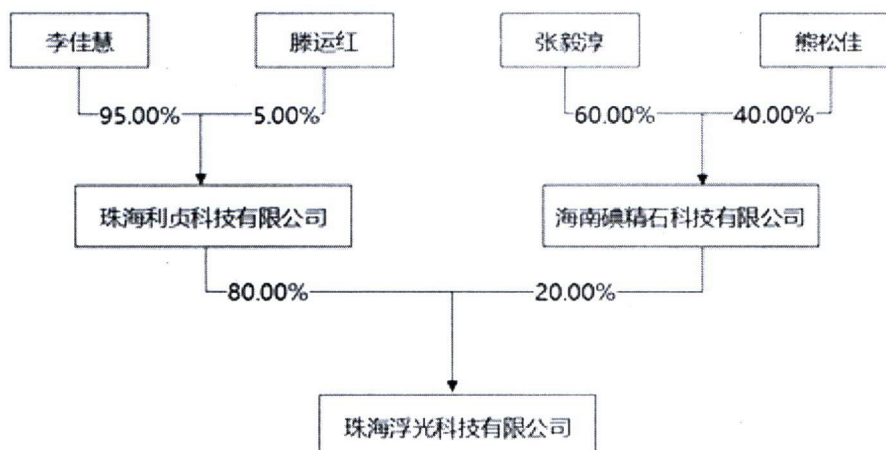 李佳慧
滕运红
张毅淳
熊松佳
95.00%
5.00%
60.00%
40.00%
珠海利贞科技有限公司
海南碘精石科技有限公司
80.00%
20.00%
珠海浮光科技有限公司